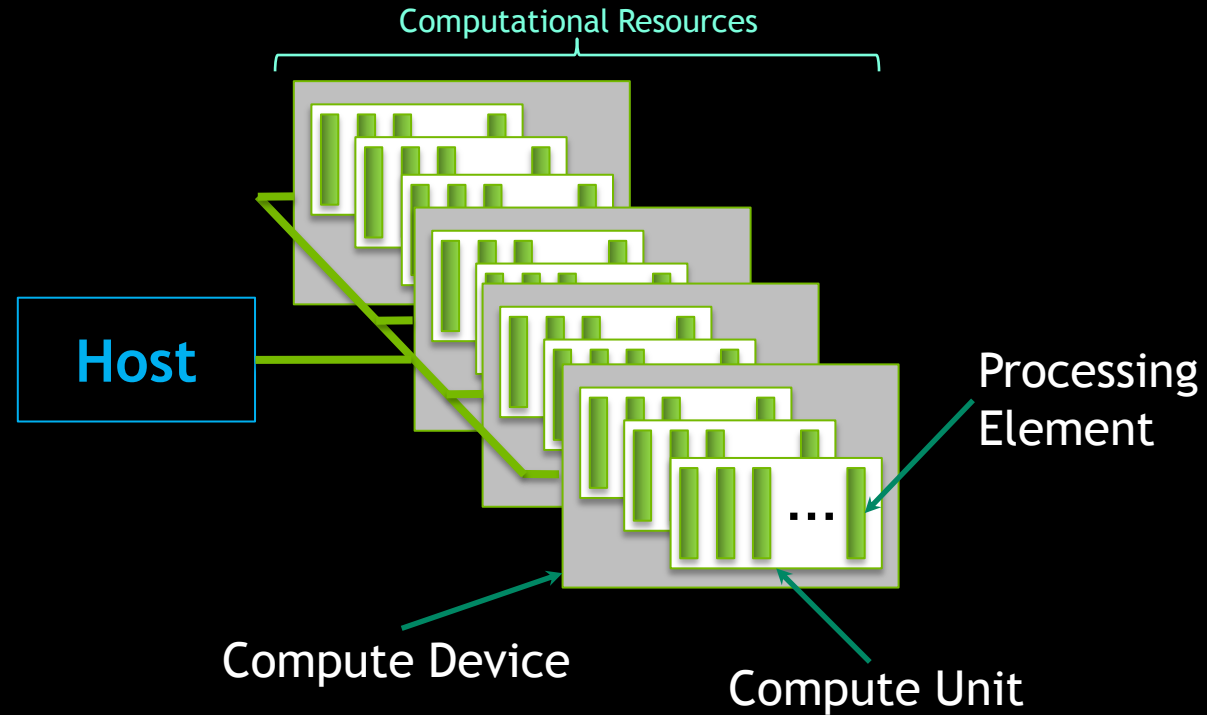 Computational Resources
Host
Processing
Element
...
Compute Device
Compute Unit